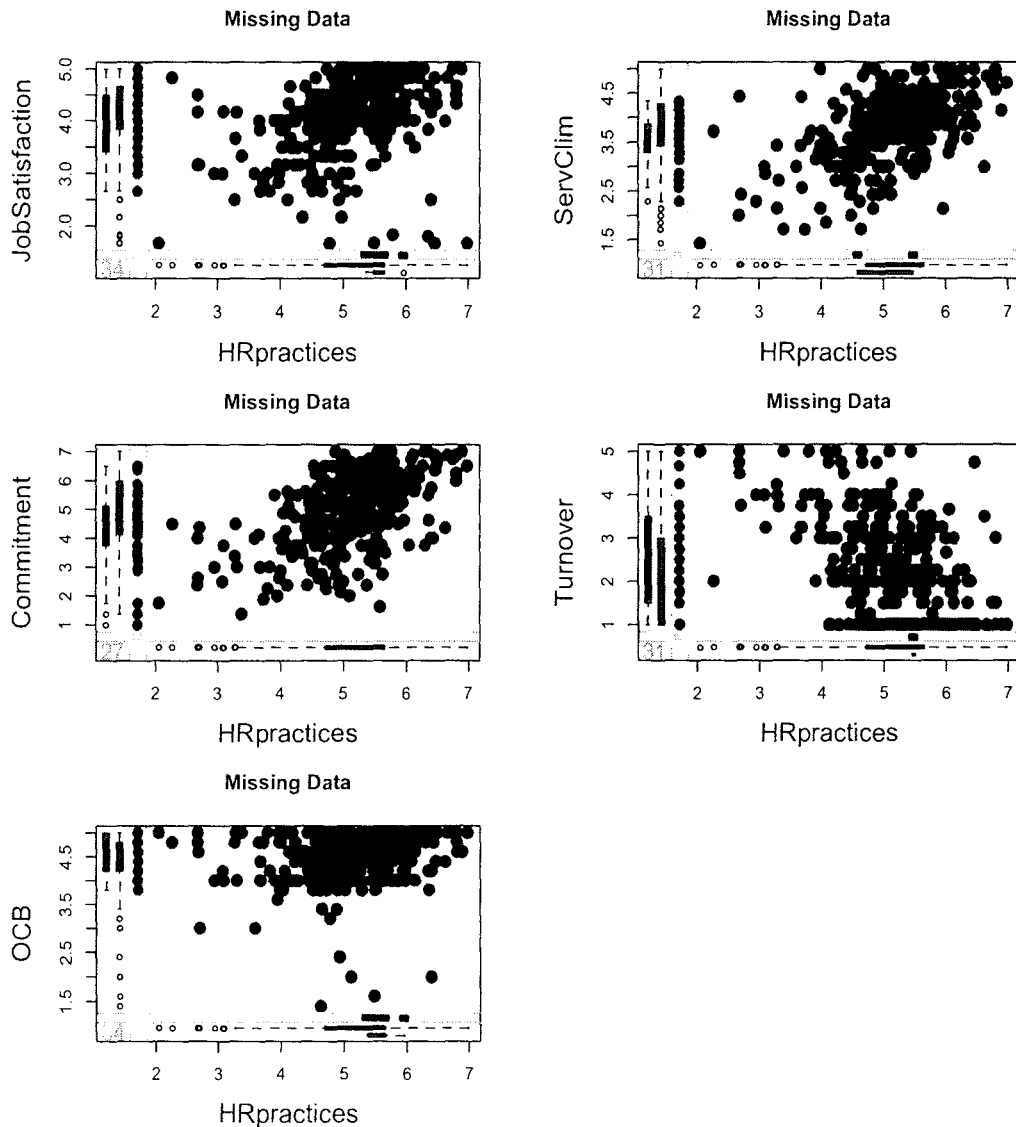 Missing Data
JobSatisfaction
5.0
4.0
3.0
2.0
34
2 3 4 5 6 7
HRpractices
Missing Data
ServClim
4.5
3.5
2.5
1.5
31
2 3 4 5 6 7
HRpractices
Missing Data
Commitment
7
6
5
4
3
2
1
27
2 3 4 5 6 7
HRpractices
Missing Data
Turnover
5
4
3
2
1
31
2 3 4 5 6 7
HRpractices
Missing Data
OCB
4.5
3.5
2.5
1.5
2 3 4 5 6 7
HRpractices